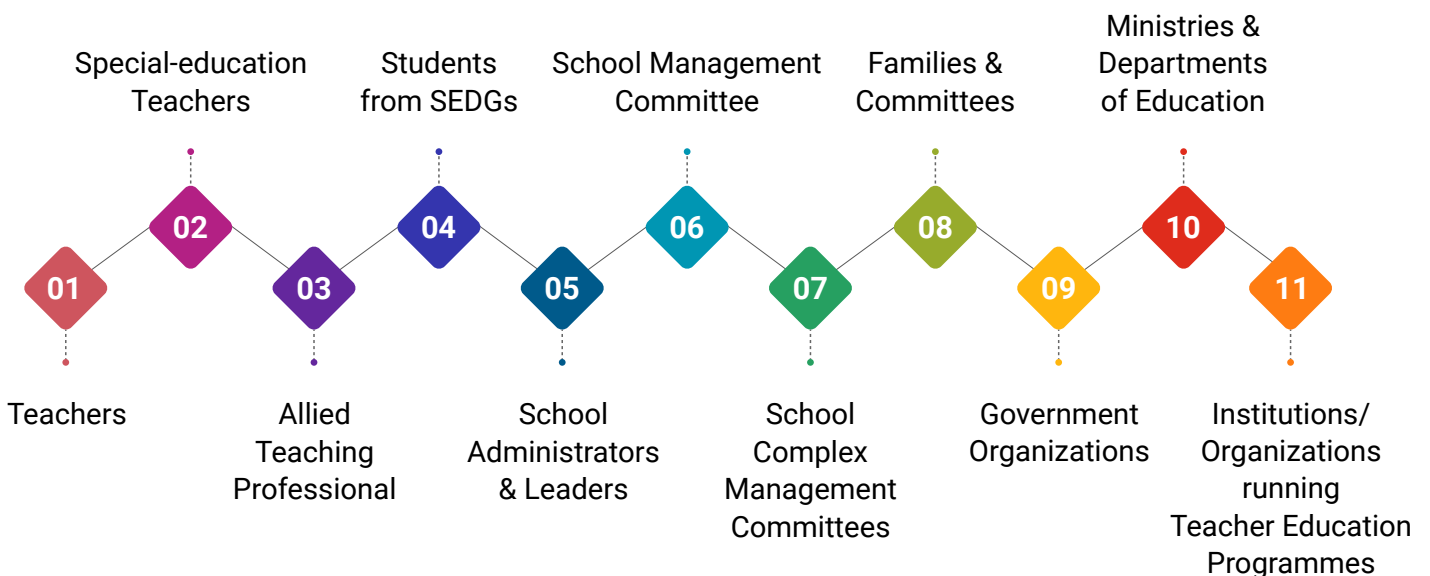 01
Teachers
02
Special-education
Teachers
03
Allied
Teaching
Professional
04
Students
from SEDGs
05
School
Administrators
& Leaders
06
School Management
Committee
07
School
Complex
Management
Committees
08
Families &
Committees
09
Government
Organizations
10
Ministries &
Departments
of Education
11
Institutions/
Organizations
running
Teacher Education
Programmes